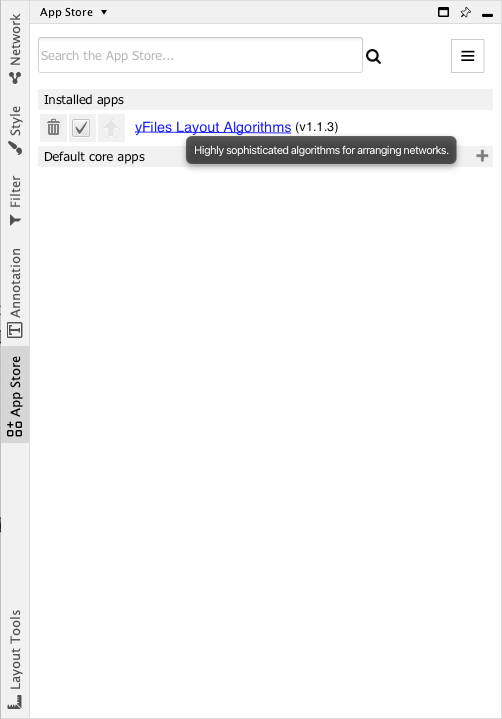 App Store
Search the App Store...
Installed apps
yFiles Layout Algorithms (v1.1.3)
Highly sophisticated algorithms for arranging networks.
Default core apps
Network
Style
Filter
Annotation
App Store
Layout Tools